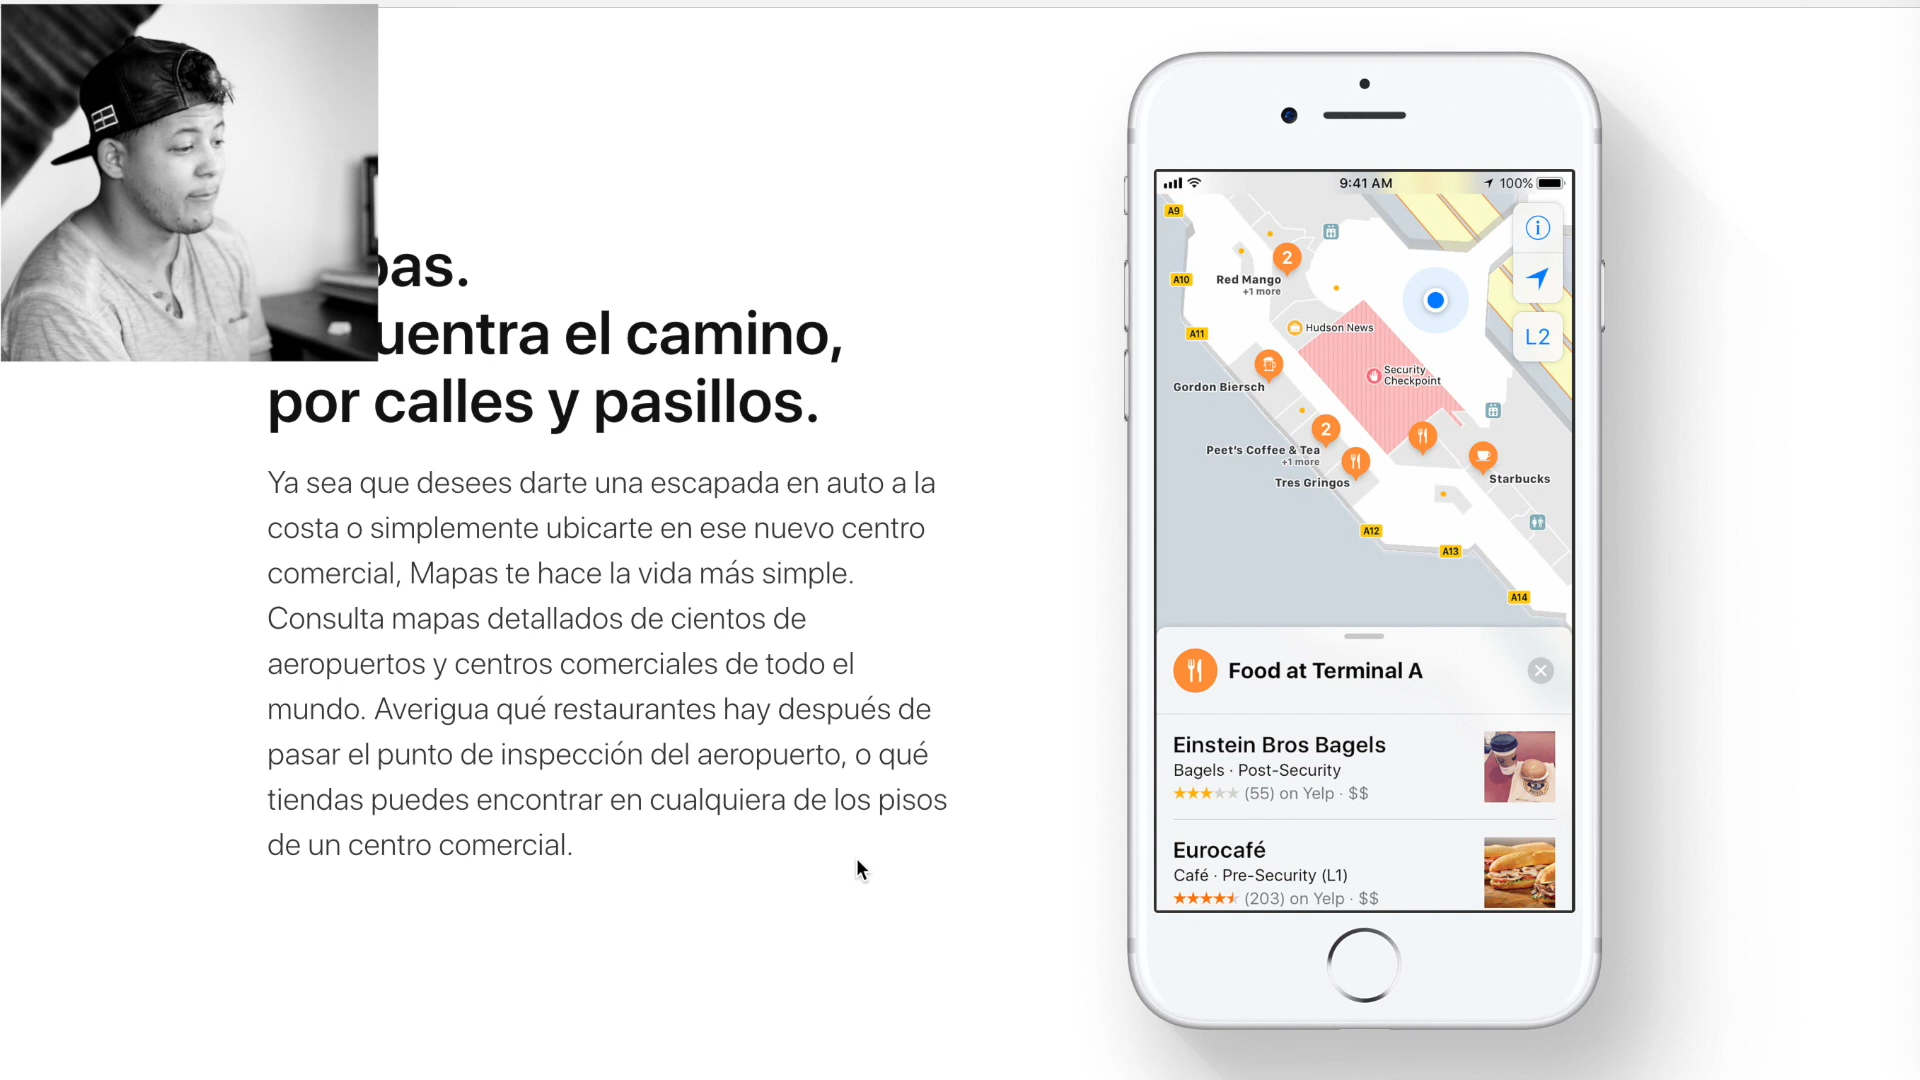 pas.
uentra el camino,
por calles y pasillos.
Ya sea que desees darte una escapada en auto a la
costa o simplemente ubicarte en ese nuevo centro
comercial, Mapas te hace la vida más simple.
Consulta mapas detallados de cientos de
aeropuertos y centros comerciales de todo el
mundo. Averigua qué restaurantes hay después de
pasar el punto de inspección del aeropuerto, o qué
tiendas puedes encontrar en cualquiera de los pisos
de un centro comercial.
9:41 AM
100%
A9
2
Red Mango
+1 more
A10
Hudson News
A11
L2
Security
Checkpoint
Gordon Biersch
2
Peet's Coffee & Tea
+1 more
Tres Gringos
Starbucks
A12
A13
A14
Food at Terminal A
Einstein Bros Bagels
Bagels · Post-Security
(55) on Yelp · $$
Eurocafé
Café · Pre-Security (L1)
(203) on Yelp · $$